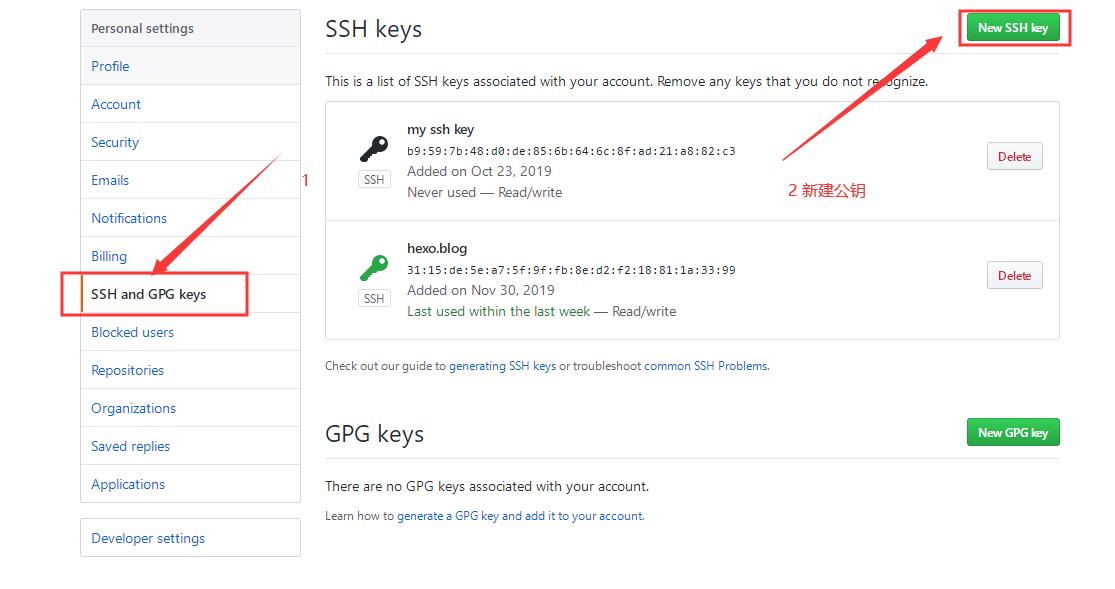 Personal settings
Profile
Account
Security
Emails
Notifications
Billing
SSH and GPG keys
Blocked users
Repositories
Organizations
Saved replies
Applications
Developer settings
1
SSH keys
New SSH key
This is a list of SSH keys associated with your account. Remove any keys that you do not recognize.
my ssh key
b9:59:7b:48:d0:de:85:6b:64:6c:8f:ad:21:a8:82:c3
Added on Oct 23, 2019
Never used — Read/write
SSH
Delete
2 新建公钥
hexo.blog
31:15:de:5e:a7:5f:9f:fb:8e:d2:f2:18:81:1a:33:99
Added on Nov 30, 2019
Last used within the last week — Read/write
SSH
Delete
Check out our guide to generating SSH keys or troubleshoot common SSH Problems.
GPG keys
New GPG key
There are no GPG keys associated with your account.
Learn how to generate a GPG key and add it to your account.